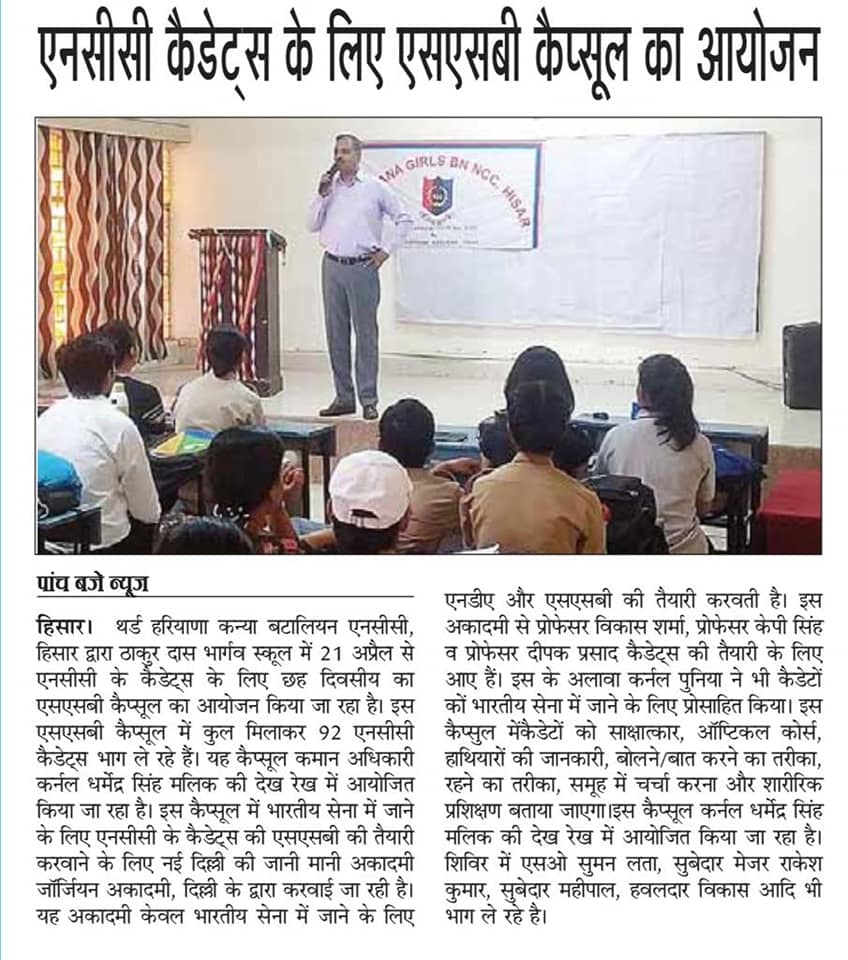 एनसीसी कैडेट्स के लिए एसएसबी कैप्सूल का आयोजन
ANA GIRLS BN NCC, HISAR
पांच बजे न्यूज
हिसार। थर्ड हरियाणा कन्या बटालियन एनसीसी,
हिसार द्वारा ठाकुर दास भार्गव स्कूल में 21 अप्रैल से
एनसीसी के कैडेट्स के लिए छह दिवसीय का
एसएसबी कैप्सूल का आयोजन किया जा रहा है। इस
एसएसबी कैप्सूल में कुल मिलाकर 92 एनसीसी
कैडेट्स भाग ले रहे हैं। यह कैप्सूल कमान अधिकारी
कर्नल धर्मेद्र सिंह मलिक की देख रेख में आयोजित
किया जा रहा है। इस कैप्सूल में भारतीय सेना में जाने
के लिए एनसीसी के कैडेट्स की एसएसबी की तैयारी
करवाने के लिए नई दिल्ली की जानी मानी अकादमी
जॉर्जियन अकादमी, दिल्ली के द्वारा करवाई जा रही है।
यह अकादमी केवल भारतीय सेना में जाने के लिए
एनडीए और एसएसबी की तैयारी करवती है। इस
अकादमी से प्रोफेसर विकास शर्मा, प्रोफेसर केपी सिंह
व प्रोफेसर दीपक प्रसाद कैडेट्स की तैयारी के लिए
आए हैं। इस के अलावा कर्नल पुनिया ने भी कैडेटों
कों भारतीय सेना में जाने के लिए प्रोसाहित किया। इस
कैप्सुल मेंकैडेटों को साक्षात्कार, ऑप्टिकल कोर्स,
हाथियारों की जानकारी, बोलने/बात करने का तरीका,
रहने का तरीका, समूह में चर्चा करना और शारीरिक
प्रशिक्षण बताया जाएगा।इस कैप्सूल कर्नल धर्मेद्र सिंह
मलिक की देख रेख में आयोजित किया जा रहा है।
शिविर में एसओ सुमन लता, सुबेदार मेजर राकेश
कुमार, सुबेदार महीपाल, हवलदार विकास आदि भी
भाग ले रहे है।